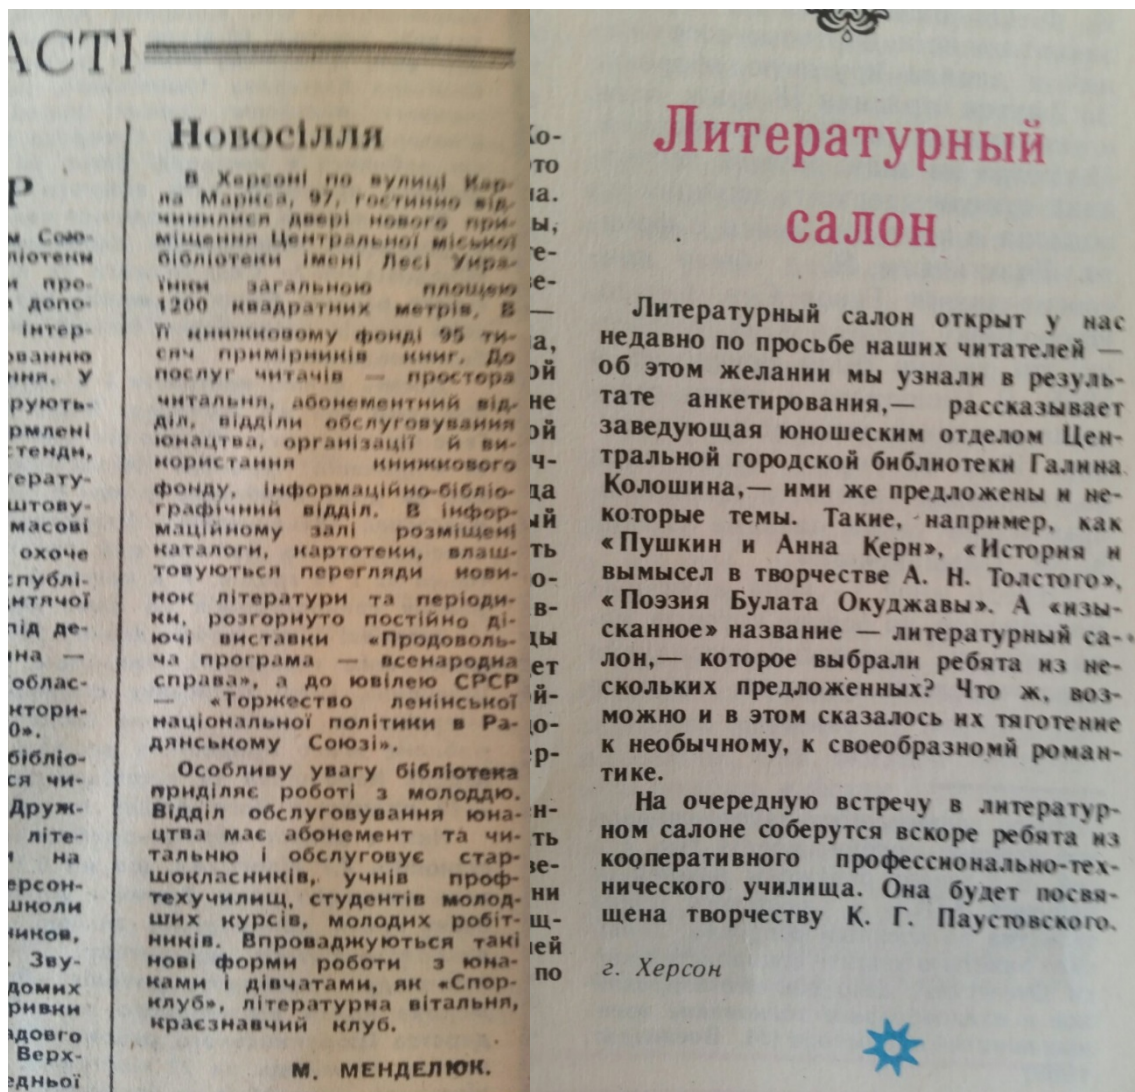 АСТІ
Новосілля
В Херсоні по вулиці Кар-
ла Маркса, 97, гостинно від-
чинилися двері нового при-
міщення Центральної міської
бібліотеки імені Лесі Укра-
їнки загальною площею
1200 квадратних метрів. В
її книжковому фонді 95 ти-
сяч примірників книг. До
послуг читачів — простора
читальня, абонементний від-
діл, відділи обслуговування
юнацтва, організації й ви-
користання книжкового
фонду, інформаційно-бібліо-
графічний відділ. В інфор-
маційному залі розміщені
каталоги, картотеки, влаш-
товуються перегляди нови-
нок літератури та періоди-
ки, розгорнуто постійно ді-
ючі виставки «Продоволь-
ча програма — всенародна
справа», а до ювілею СРСР
— «Торжество ленінської
національної політики в Ра-
дянському Союзі».
Особливу увагу бібліотека
приділяє роботі з молоддю.
Відділ обслуговування юна-
цтва має абонемент та чи-
тальню і обслуговує стар-
шокласників, учнів проф-
техучилищ, студентів молод-
ших курсів, молодих робіт-
ників. Впроваджуються такі
нові форми роботи з юна-
ками і дівчатами, як «Спор-
клуб», літературна вітальня,
краєзнавчий клуб.
М. МЕНДЕЛЮК.
Литературный
салон
Литературный салон открыт у нас
недавно по просьбе наших читателей —
об этом желании мы узнали в резуль-
тате анкетирования,— рассказывает
заведующая юношеским отделом Цен-
тральной городской библиотеки Галина
Колошина,— ими же предложены и не-
которые темы. Такие, например, как
«Пушкин и Анна Керн», «История и
вымысел в творчестве А. Н. Толстого»,
«Поэзия Булата Окуджавы». А «изы-
сканное» название — литературный са-
лон,— которое выбрали ребята из не-
скольких предложенных? Что ж, воз-
можно и в этом сказалось их тяготение
к необычному, к своеобразномй роман-
тике.
На очередную встречу в литератур-
ном салоне соберутся вскоре ребята из
кооперативного профессионально-тех-
нического училища. Она будет посвя-
щена творчеству К. Г. Паустовского.
г. Херсон